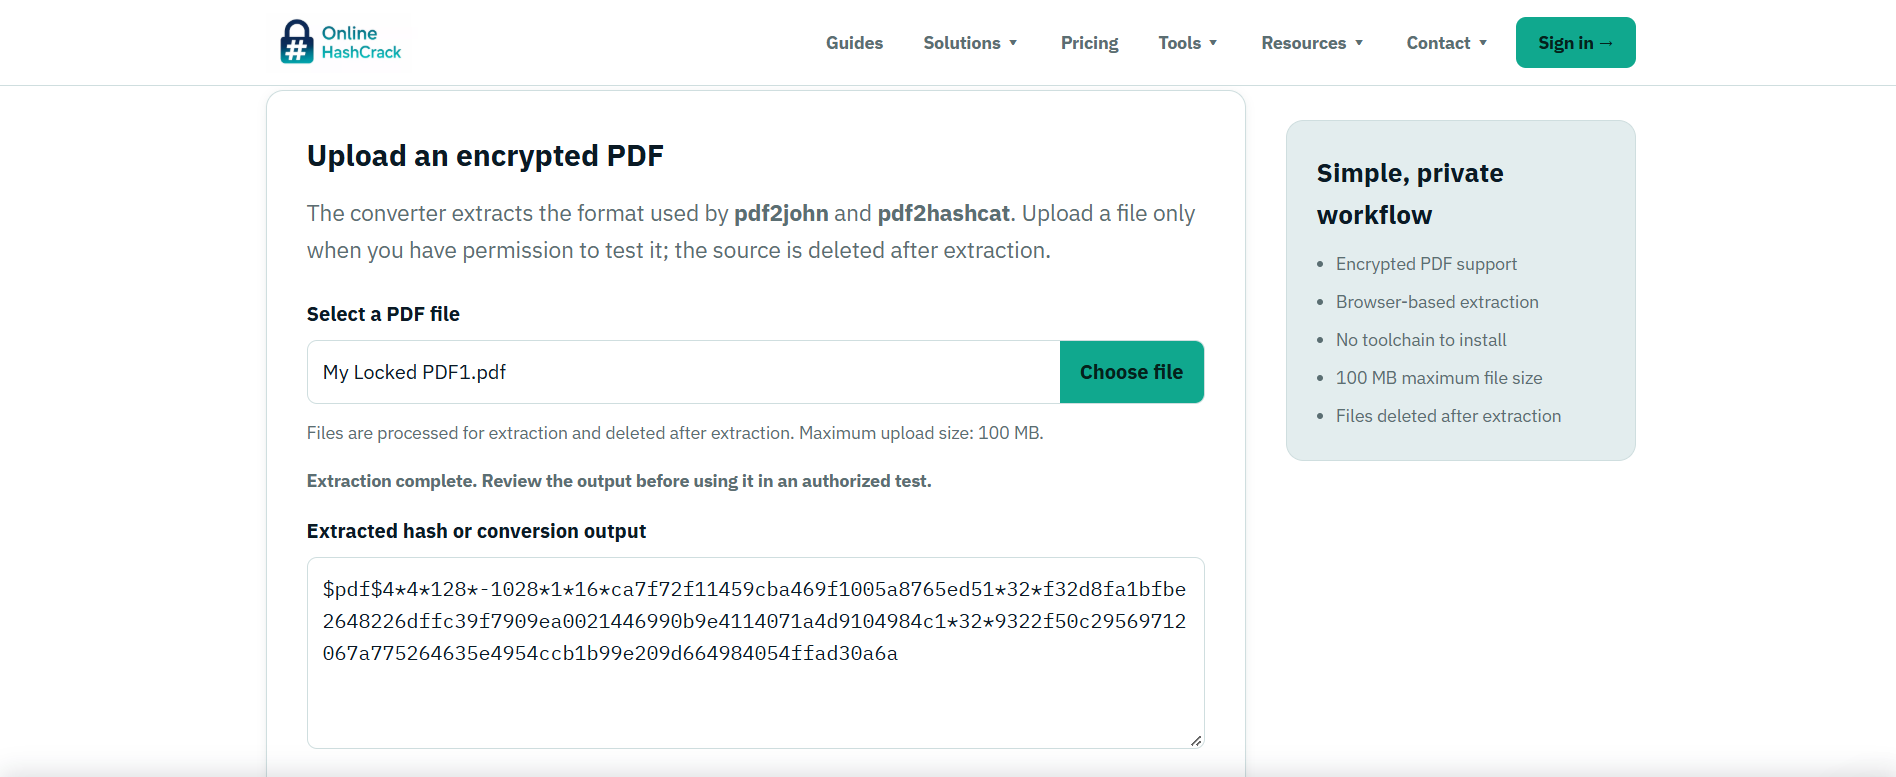 Online
HashCrack
Guides
Solutions
Pricing
Tools
Resources
Contact
Sign in →
Upload an encrypted PDF
The converter extracts the format used by pdf2john and pdf2hashcat. Upload a file only
when you have permission to test it; the source is deleted after extraction.
Select a PDF file
My Locked PDF1.pdf
Choose file
Files are processed for extraction and deleted after extraction. Maximum upload size: 100 MB.
Extraction complete. Review the output before using it in an authorized test.
Extracted hash or conversion output
$pdf$4*4*128*-1028*1*16*ca7f72f11459cba469f1005a8765ed51*32*f32d8fa1bfbe
2648226dffc39f7909ea0021446990b9e4114071a4d9104984c1*32*9322f50c29569712
067a775264635e4954ccb1b99e209d664984054ffad30a6a
Simple, private
workflow
• Encrypted PDF support
• Browser-based extraction
• No toolchain to install
• 100 MB maximum file size
• Files deleted after extraction